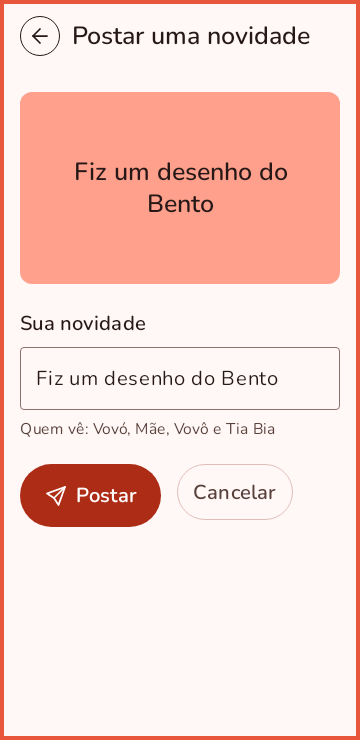 Postar uma novidade
Fiz um desenho do
Bento
Sua novidade
Fiz um desenho do Bento
Quem vê: Vovó, Mãe, Vovô e Tia Bia
Postar
Cancelar